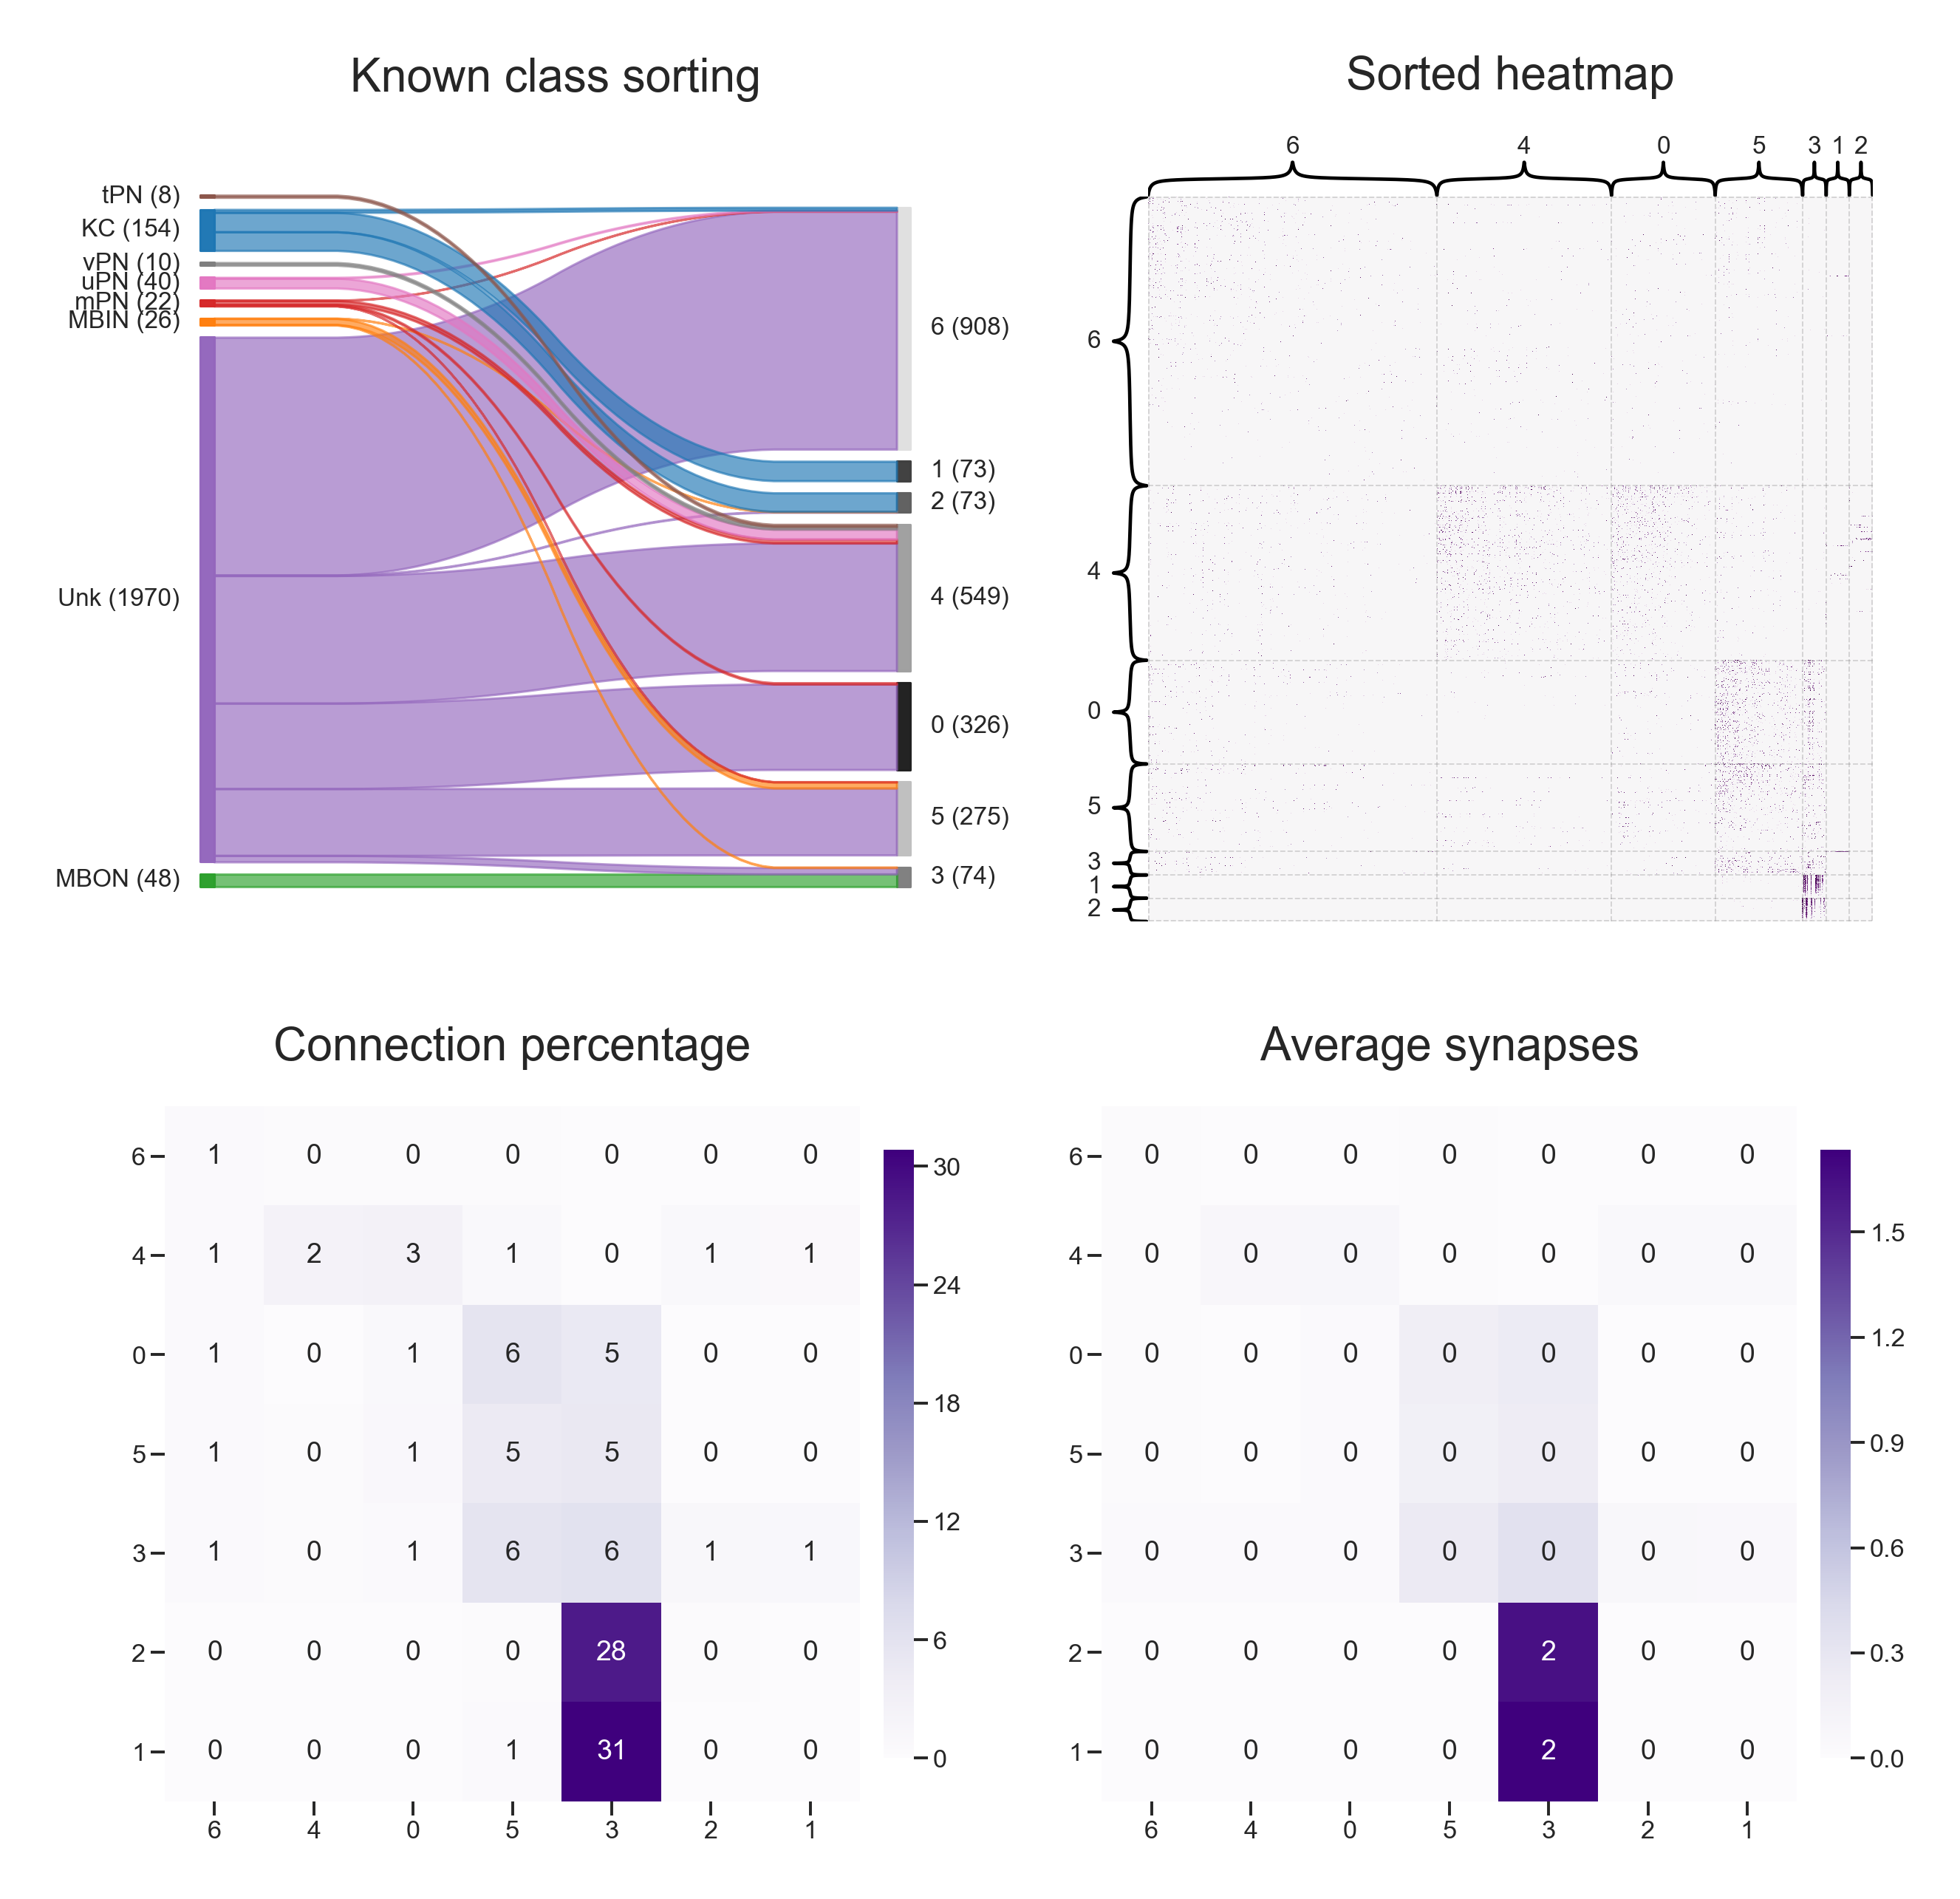 Known class sorting
tPN (8)
KC (154)
vPN (10)
uPN (40)
mPN (22)
MBIN (26)
Unk (1970)
MBON (48)
6 (908)
1 (73)
2 (73)
4 (549)
0 (326)
5 (275)
3 (74)
Sorted heatmap
6 4 0 5 3 1 2
6
4
0
5
3
1
2
Connection percentage
6 1 0 0 0 0 0 0
4 1 2 3 1 0 1 1
0 1 0 1 6 5 0 0
5 1 0 1 5 5 0 0
3 1 0 1 6 6 1 1
2 0 0 0 0 28 0 0
1 0 0 0 1 31 0 0
6 4 0 5 3 2 1
30
24
18
12
6
0
Average synapses
6 0 0 0 0 0 0 0
4 0 0 0 0 0 0 0
0 0 0 0 0 0 0 0
5 0 0 0 0 0 0 0
3 0 0 0 0 0 0 0
2 0 0 0 0 2 0 0
1 0 0 0 0 2 0 0
6 4 0 5 3 2 1
1.5
1.2
0.9
0.6
0.3
0.0